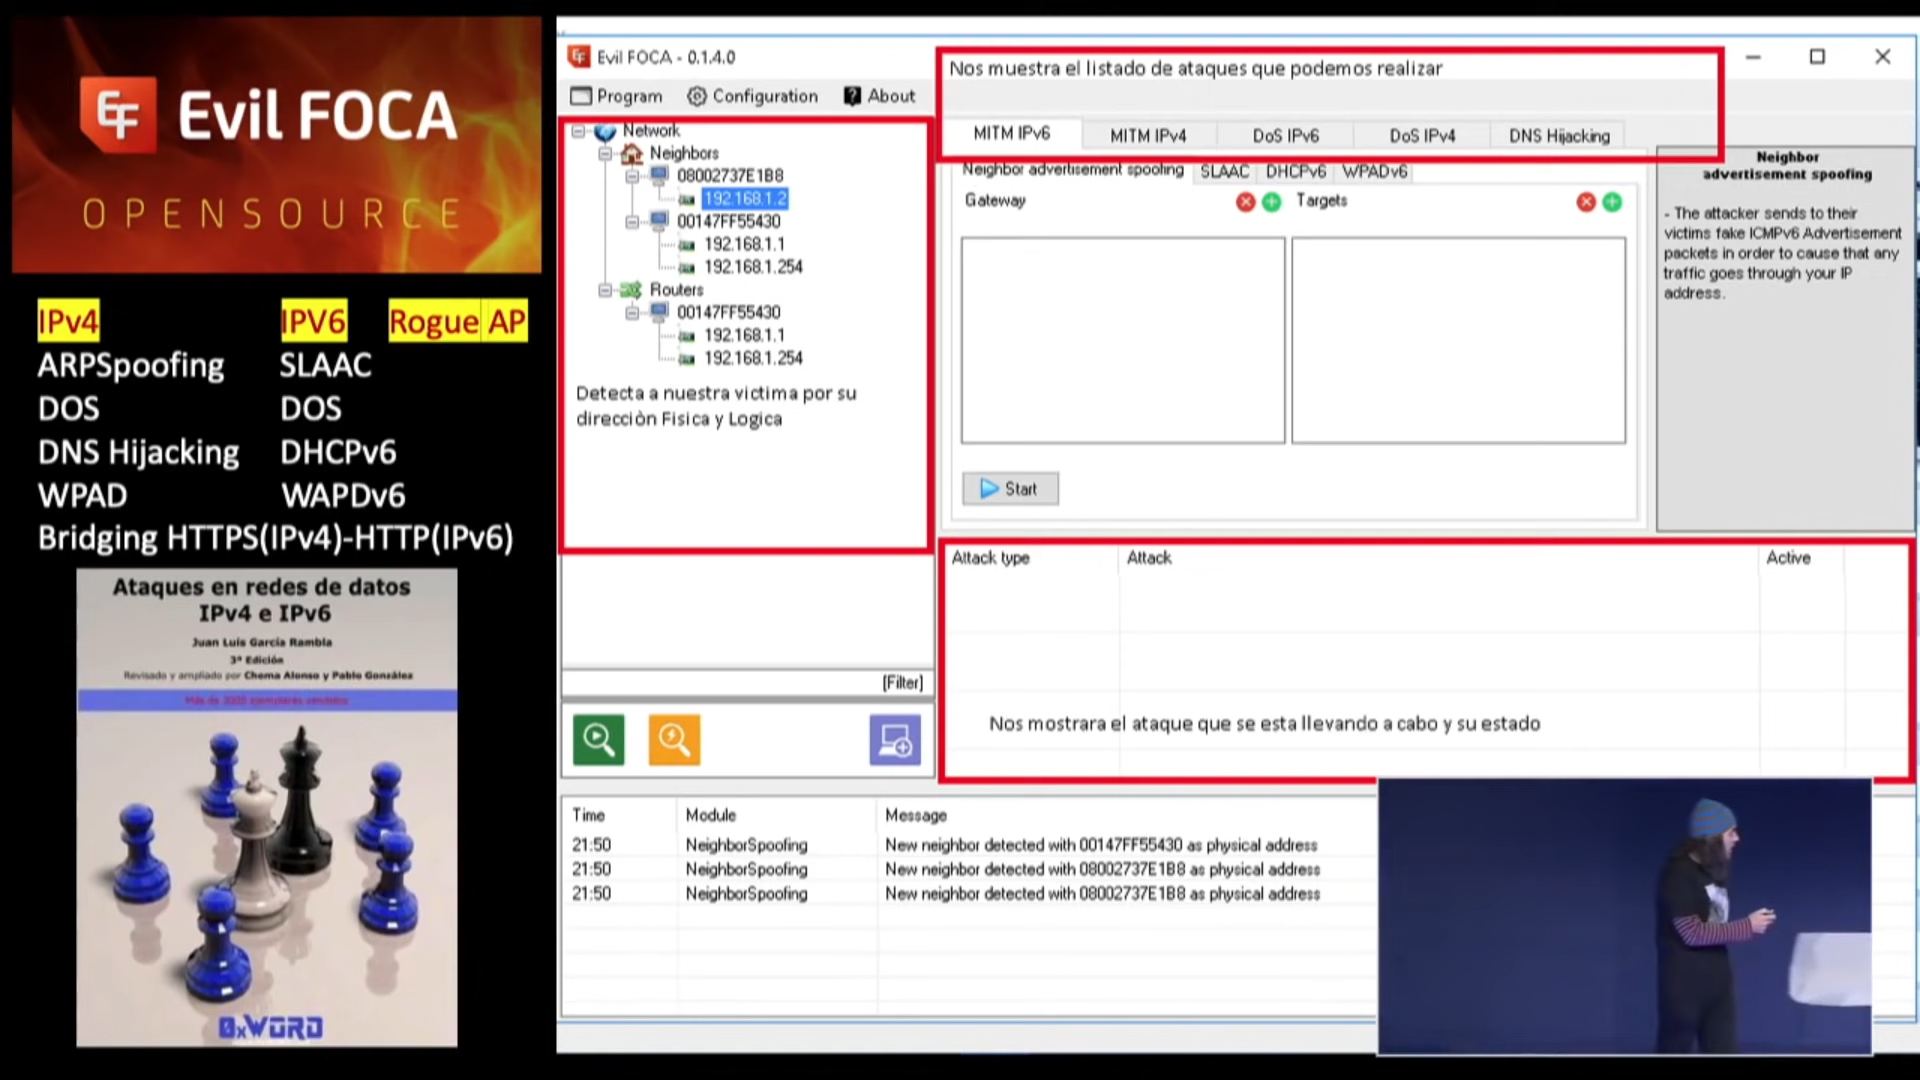 EF Evil FOCA
OPENSOURCE
IPv4 IPV6 Rogue AP
ARPSpoofing SLAAC
DOS DOS
DNS Hijacking DHCPv6
WPAD WAPDv6
Bridging HTTPS(IPv4)-HTTP(IPv6)
Ataques en redes de datos
IPv4 e IPv6
Juan Luis García Rambla
3ª Edición
Revisado y ampliado por Chema Alonso y Pablo González
Más de 3000 ejemplares vendidos
0xWORD
EF Evil FOCA - 0.1.4.0
Program Configuration ? About
Network
Neighbors
08002737E1B8
192.168.1.2
00147FF55430
192.168.1.1
192.168.1.254
Routers
00147FF55430
192.168.1.1
192.168.1.254
Detecta a nuestra victima por su
direcciòn Fisica y Logica
[Filter]
Nos muestra el listado de ataques que podemos realizar
MITM IPv6 MITM IPv4 DoS IPv6 DoS IPv4 DNS Hijacking
Neighbor advertisement spoofing SLAAC DHCPv6 WPADv6
Gateway Targets
Start
Neighbor
advertisement spoofing
- The attacker sends to their
victims fake ICMPv6 Advertisement
packets in order to cause that any
traffic goes through your IP
address.
Attack type Attack Active
Nos mostrara el ataque que se esta llevando a cabo y su estado
Time Module Message
21:50 NeighborSpoofing New neighbor detected with 00147FF55430 as physical address
21:50 NeighborSpoofing New neighbor detected with 08002737E1B8 as physical address
21:50 NeighborSpoofing New neighbor detected with 08002737E1B8 as physical address